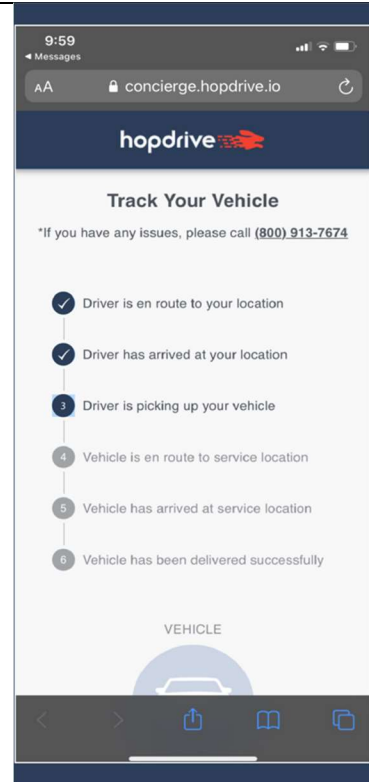 9:59
◀ Messages
AA concierge.hopdrive.io
hopdrive
Track Your Vehicle
*If you have any issues, please call (800) 913-7674
Driver is en route to your location
Driver has arrived at your location
3 Driver is picking up your vehicle
4 Vehicle is en route to service location
5 Vehicle has arrived at service location
6 Vehicle has been delivered successfully
VEHICLE